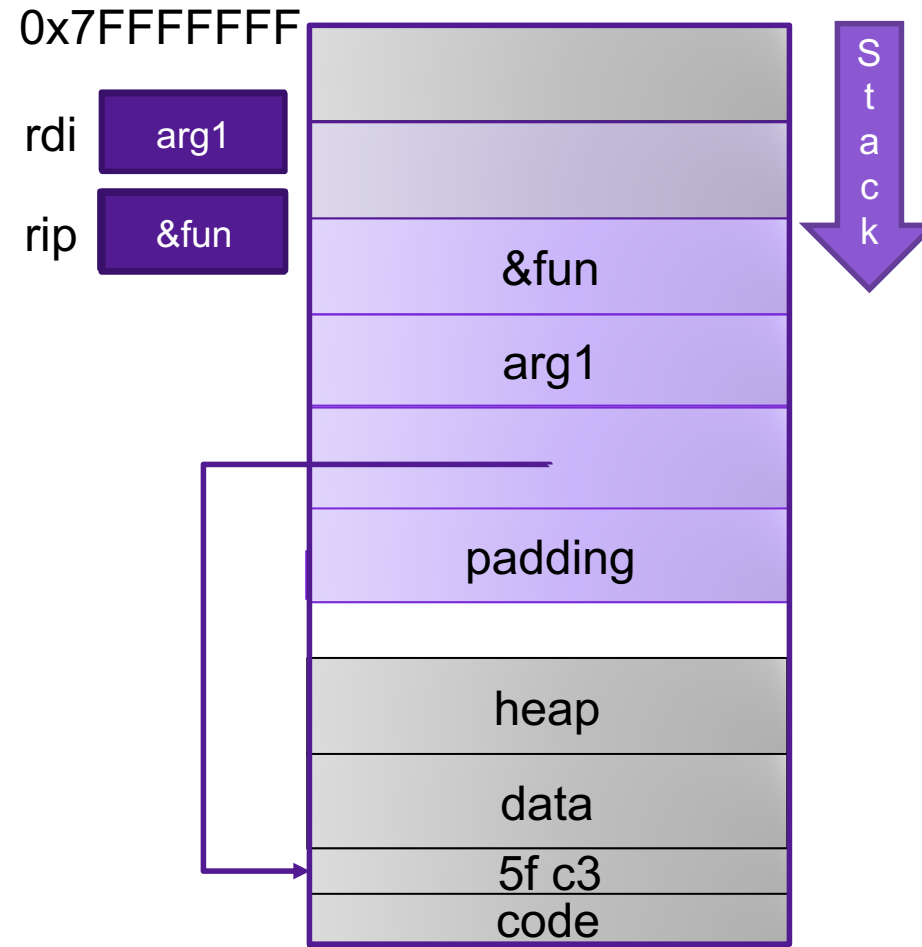 0x7FFFFFFF
S
t
a
c
k
rdi arg1
rip &fun
&fun
arg1
padding
heap
data
5f c3
code